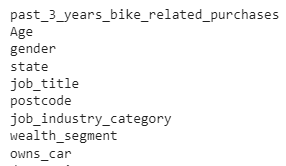 past_3_years_bike_related_purchases
Age
gender
state
job_title
postcode
job_industry_category
wealth_segment
owns_car